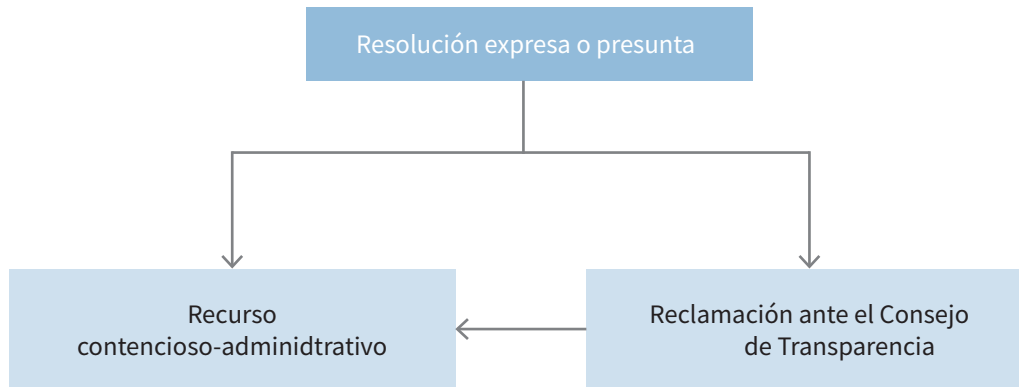 Resolución expresa o presunta
Recurso
contencioso-adminidtrativo
Reclamación ante el Consejo
de Transparencia